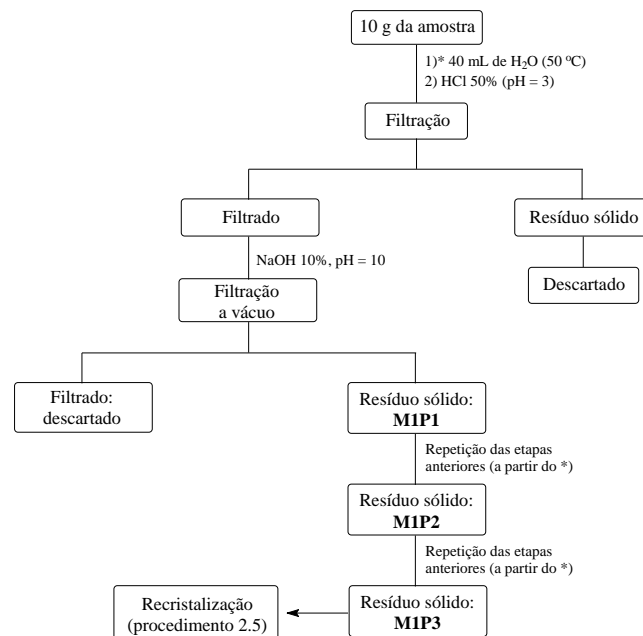 10 g da amostra
1)* 40 mL de H₂O (50 ºC)
2) HCl 50% (pH = 3)
Filtração
Filtrado
Resíduo sólido
NaOH 10%, pH = 10
Descartado
Filtração
a vácuo
Filtrado:
descartado
Resíduo sólido:
M1P1
Repetição das etapas
anteriores (a partir do *)
Resíduo sólido:
M1P2
Repetição das etapas
anteriores (a partir do *)
Recristalização
(procedimento 2.5)
Resíduo sólido:
M1P3